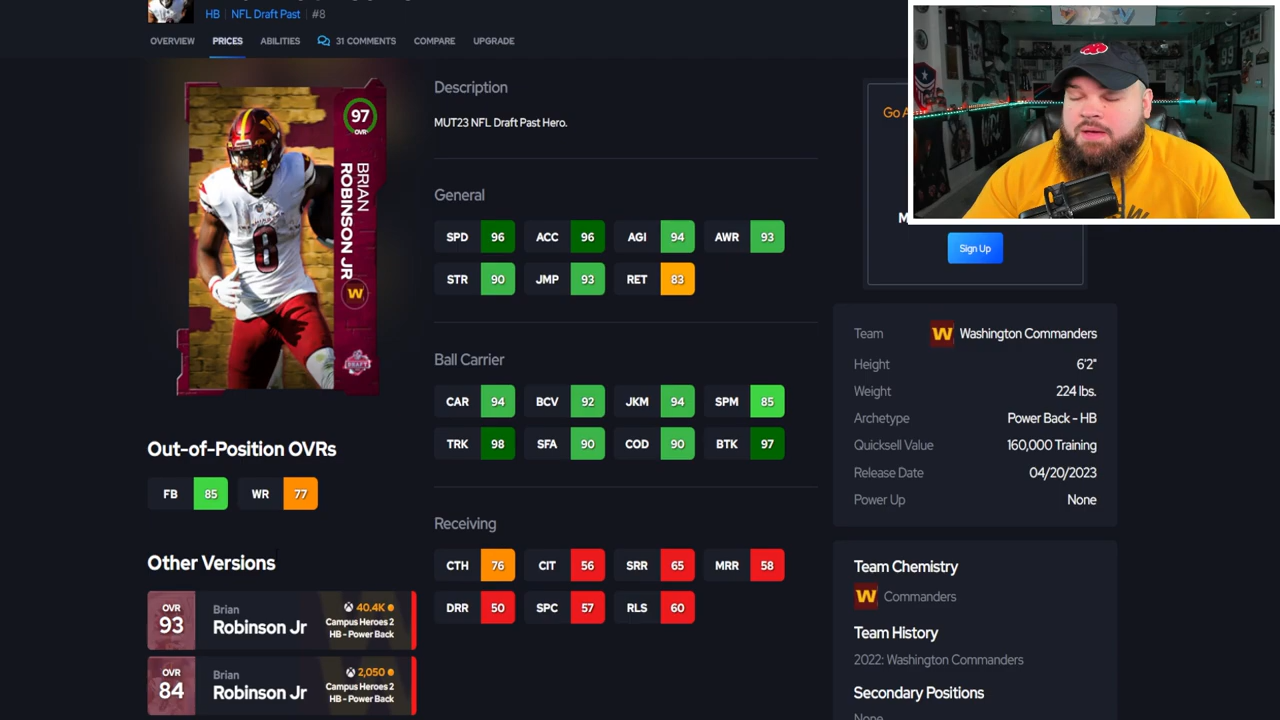 HB | NFL Draft Past | #8
OVERVIEW PRICES ABILITIES 31 COMMENTS COMPARE UPGRADE
97
OVR
BRIAN
ROBINSON JR
W
8
DRAFT
Description
MUT23 NFL Draft Past Hero.
General
SPD 96 ACC 96 AGI 94 AWR 93
STR 90 JMP 93 RET 83
Ball Carrier
CAR 94 BCV 92 JKM 94 SPM 85
TRK 98 SFA 90 COD 90 BTK 97
Receiving
CTH 76 CIT 56 SRR 65 MRR 58
DRR 50 SPC 57 RLS 60
Out-of-Position OVRs
FB 85 WR 77
Other Versions
OVR
93
Brian
Robinson Jr
40.4K
Campus Heroes 2
HB - Power Back
OVR
84
Brian
Robinson Jr
2,050
Campus Heroes 2
HB - Power Back
Go A
M
Sign Up
Team W Washington Commanders
Height 6'2"
Weight 224 lbs.
Archetype Power Back - HB
Quicksell Value 160,000 Training
Release Date 04/20/2023
Power Up None
Team Chemistry
W Commanders
Team History
2022: Washington Commanders
Secondary Positions
None
99